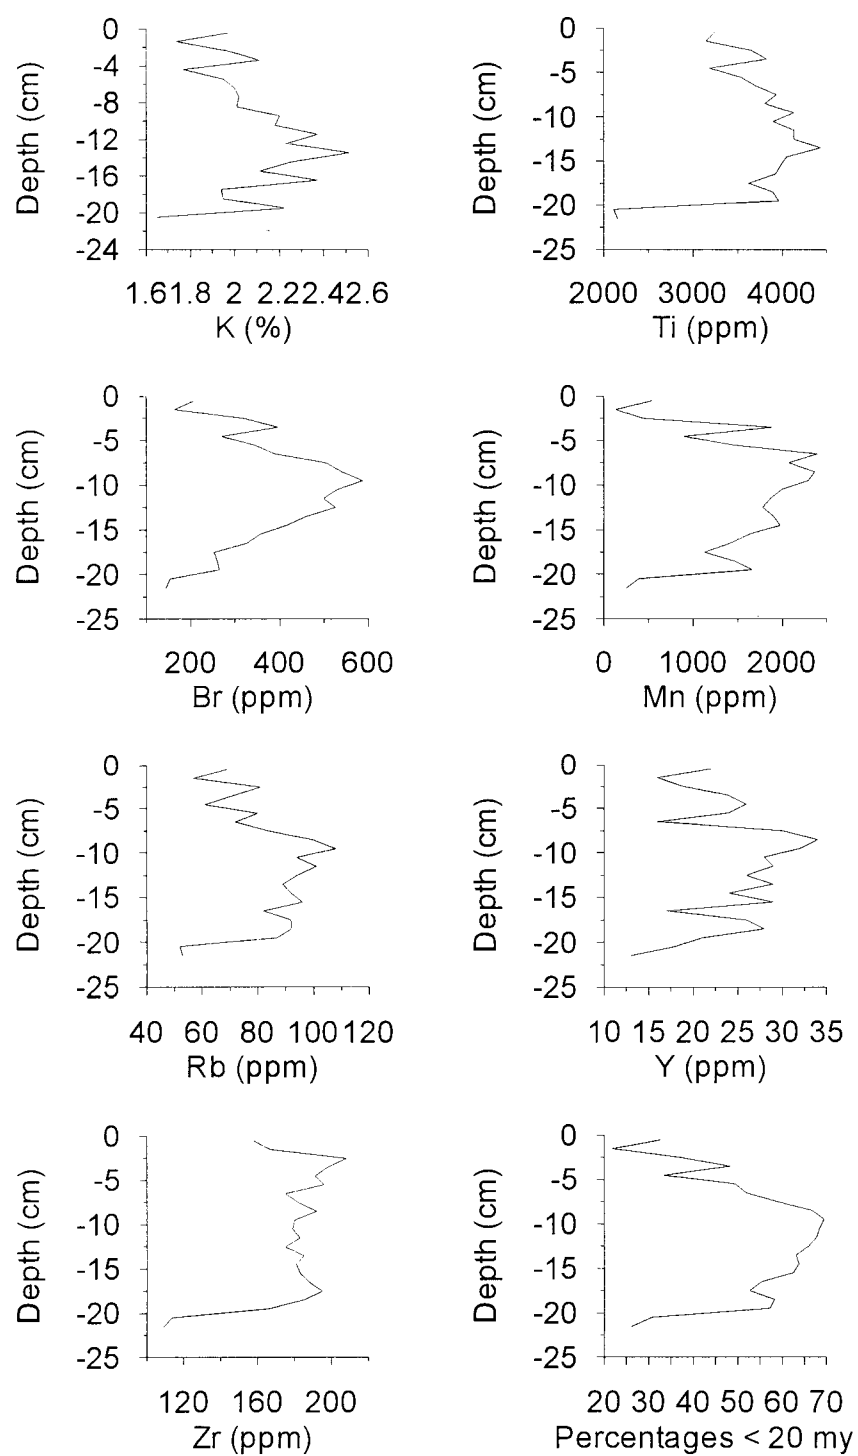 0
-4
-8
-12
-16
-20
-24
Depth (cm)
1.61.8 2 2.22.42.6
K (%)
0
-5
-10
-15
-20
-25
Depth (cm)
2000 3000 4000
Ti (ppm)
0
-5
-10
-15
-20
-25
Depth (cm)
200 400 600
Br (ppm)
0
-5
-10
-15
-20
-25
Depth (cm)
0 1000 2000
Mn (ppm)
0
-5
-10
-15
-20
-25
Depth (cm)
40 60 80 100 120
Rb (ppm)
0
-5
-10
-15
-20
-25
Depth (cm)
10 15 20 25 30 35
Y (ppm)
0
-5
-10
-15
-20
-25
Depth (cm)
120 160 200
Zr (ppm)
0
-5
-10
-15
-20
-25
Depth (cm)
20 30 40 50 60 70
Percentages < 20 my